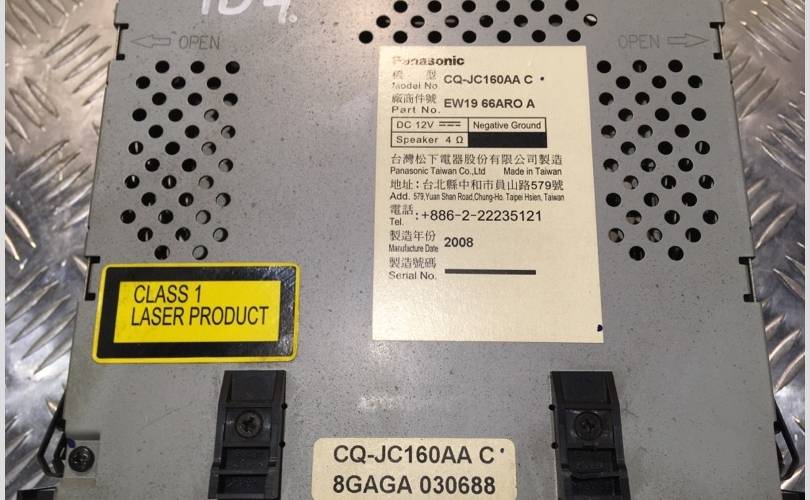 104.
OPEN
OPEN
Panasonic
模 型
Model No. CQ-JC160AA C
廠商件號
Part No. EW19 66ARO A
DC 12V Negative Ground
Speaker 4 Ω
台灣松下電器股份有限公司製造
Panasonic Taiwan Co.,Ltd Made in Taiwan
地址:台北縣中和市員山路579號
Add. 579,Yuan Shan Road,Chung-Ho. Taipei Hsien, Taiwan
電話
Tel. :+886-2-22235121
製造年份
Manufacture Date 2008
製造號碼
Serial No.
CLASS 1
LASER PRODUCT
CQ-JC160AA C
8GAGA 030688